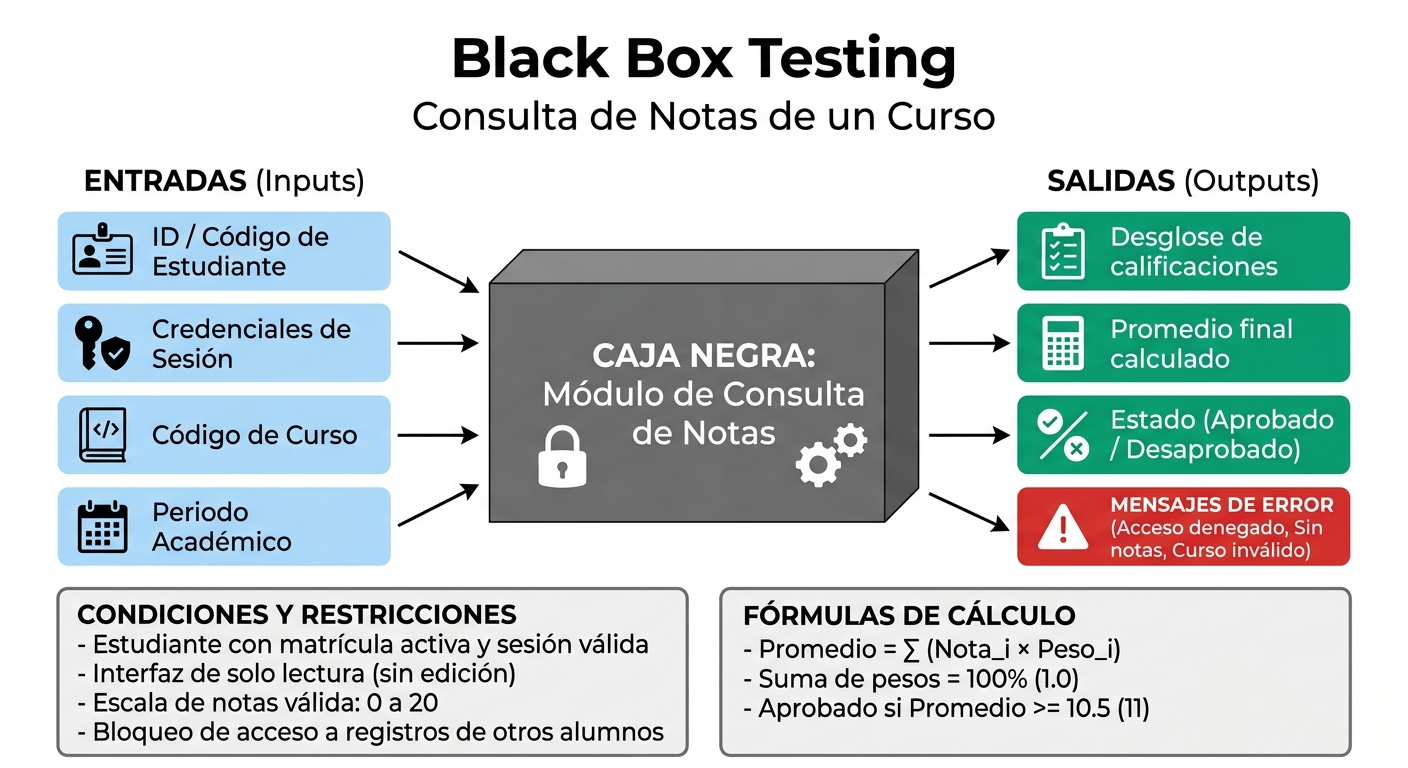 Black Box Testing
Consulta de Notas de un Curso
ENTRADAS (Inputs)
ID / Código de
Estudiante
Credenciales de
Sesión
</>
Código de Curso
Periodo
Académico
CAJA NEGRA:
Módulo de Consulta
de Notas
SALIDAS (Outputs)
Desglose de
calificaciones
Promedio final
calculado
Estado (Aprobado
/ Desaprobado)
MENSAJES DE ERROR
(Acceso denegado, Sin
notas, Curso inválido)
CONDICIONES Y RESTRICCIONES
- Estudiante con matrícula activa y sesión válida
- Interfaz de solo lectura (sin edición)
- Escala de notas válida: 0 a 20
- Bloqueo de acceso a registros de otros alumnos
FÓRMULAS DE CÁLCULO
- Promedio = ∑ (Nota_i × Peso_i)
- Suma de pesos = 100% (1.0)
- Aprobado si Promedio >= 10.5 (11)